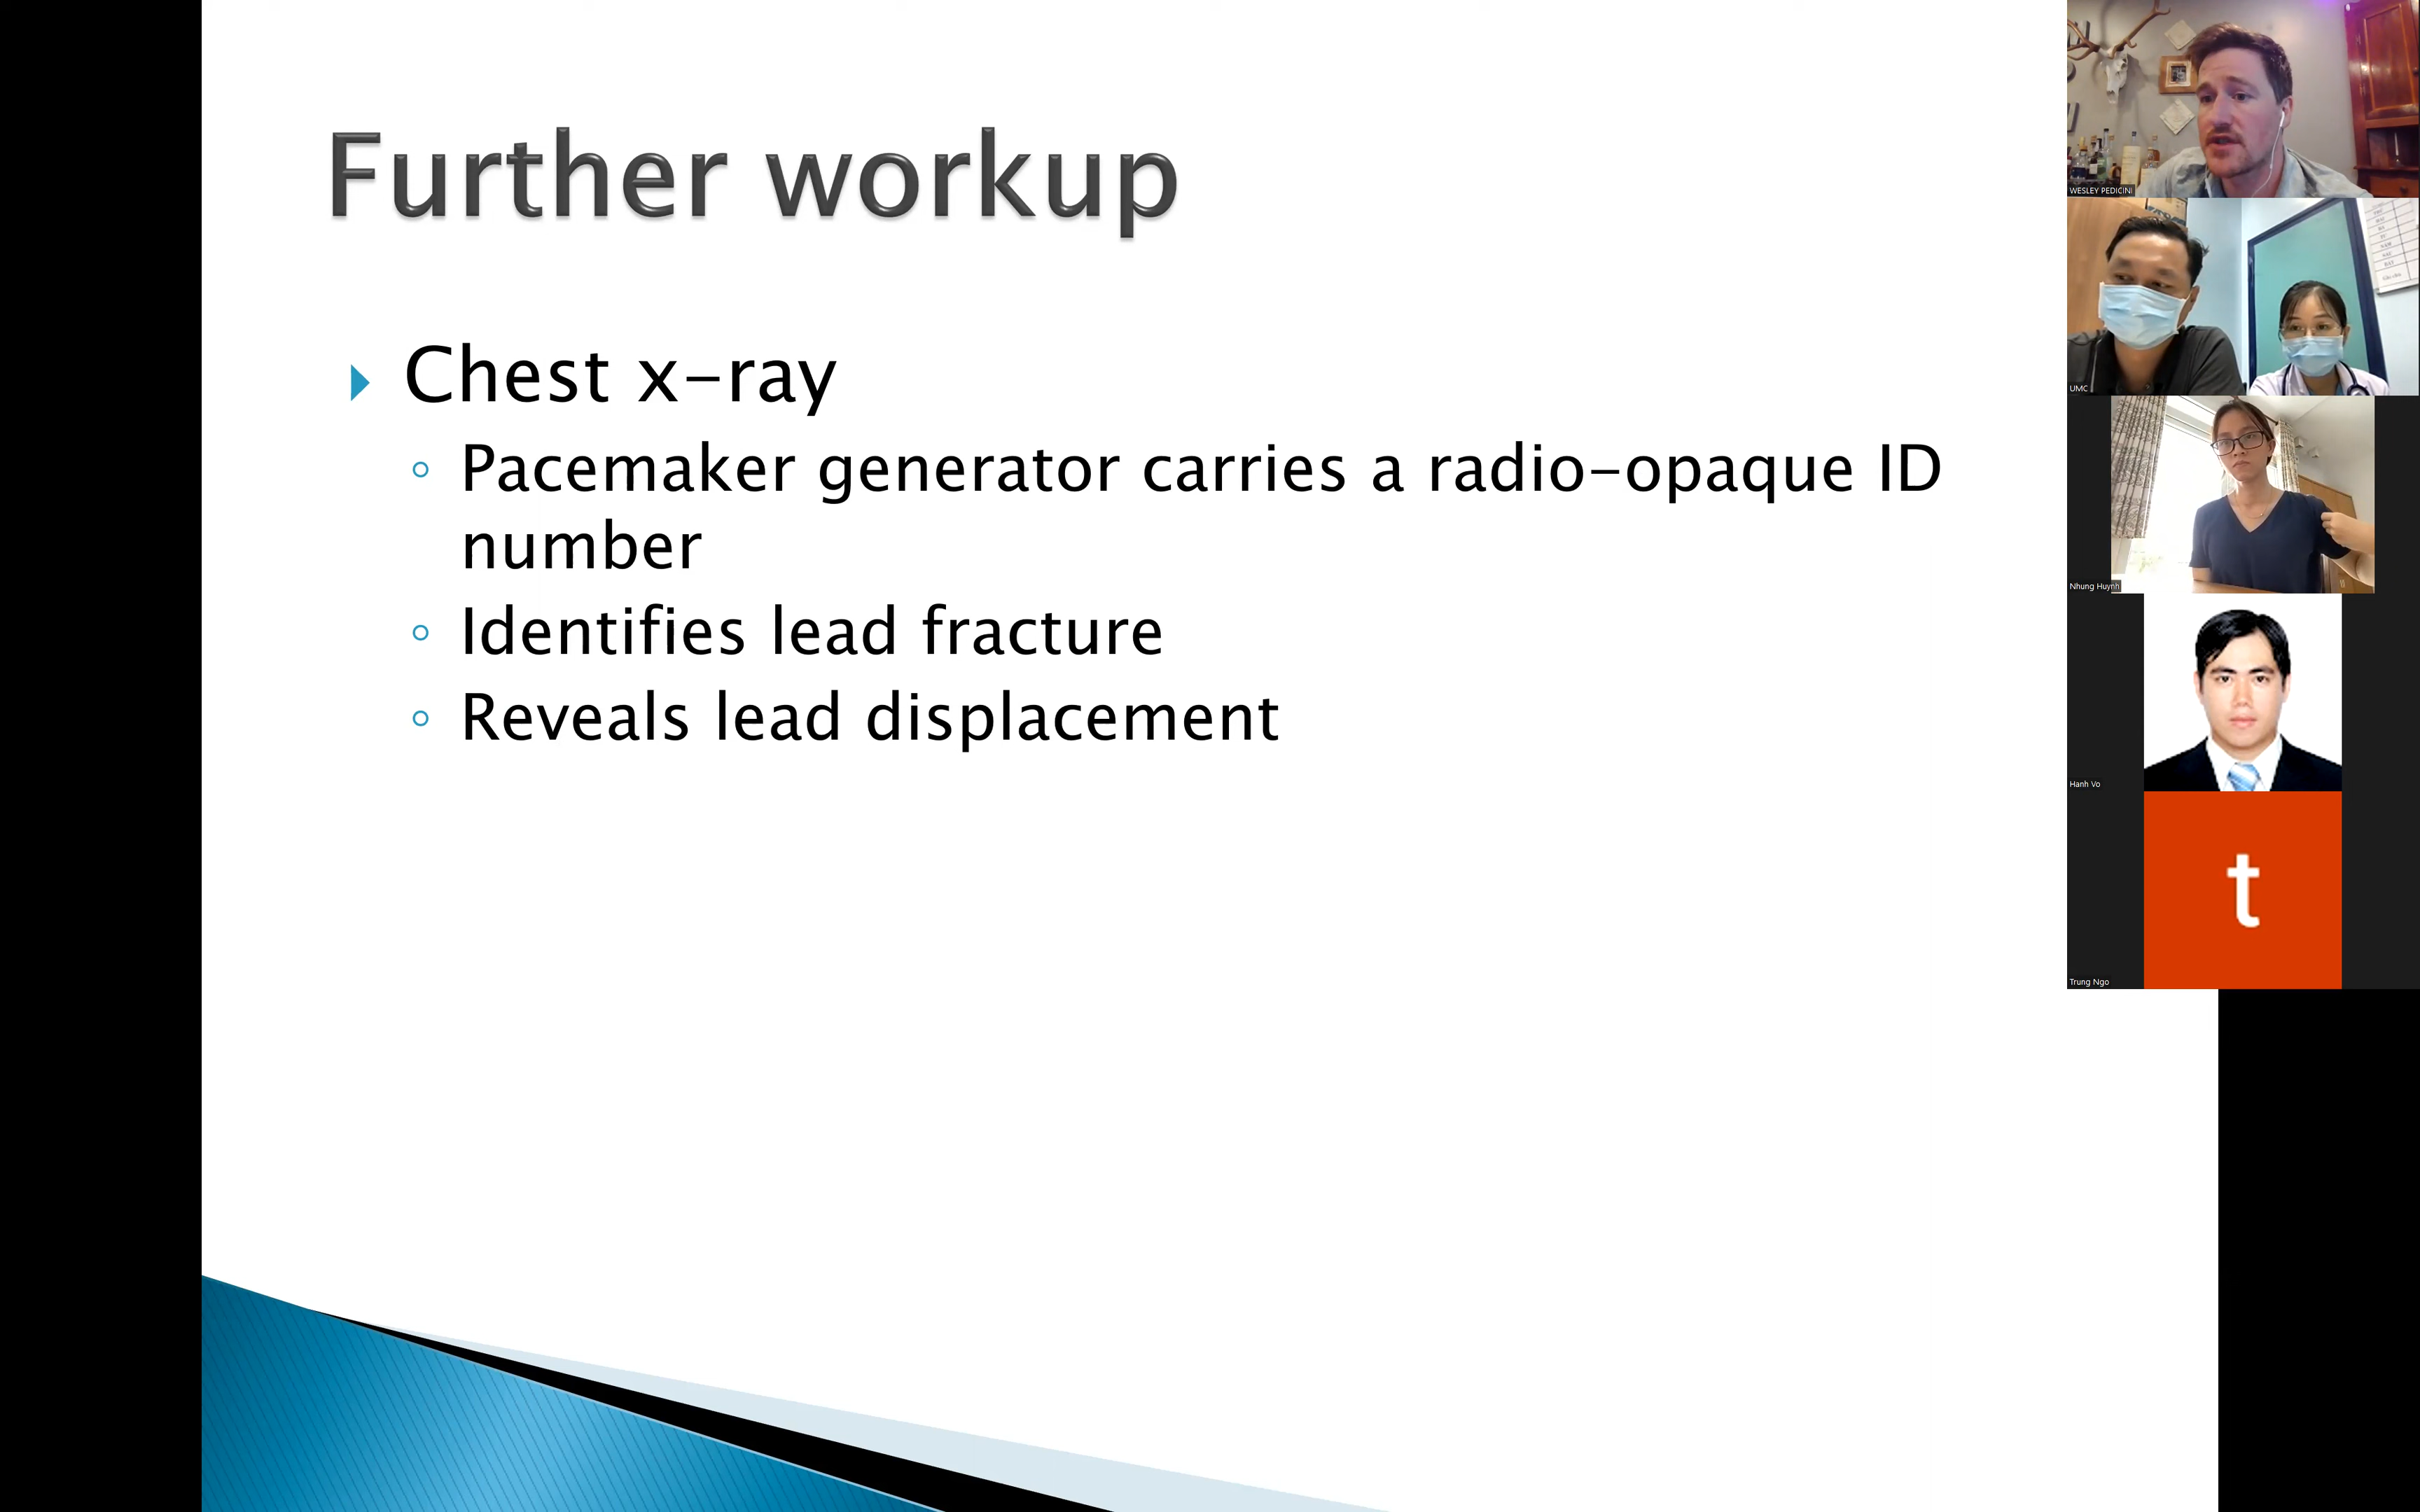 Further workup
Chest x-ray
Pacemaker generator carries a radio-opaque ID
number
Identifies lead fracture
Reveals lead displacement
WESLEY PEDICINI
UMC
Nhung Huynh
Hanh Vo
t
Trung Ngo